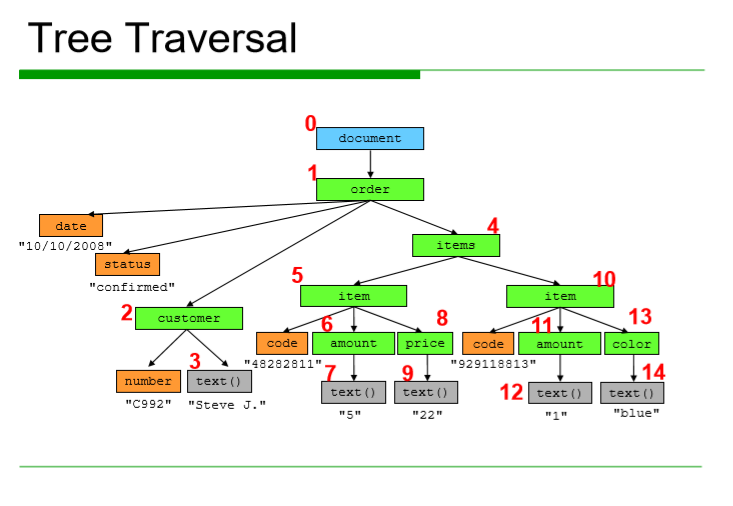 Tree Traversal
0
document
1
order
date
"10/10/2008"
status
"confirmed"
4
items
2
customer
5
item
10
item
3
number
"C992"
text()
"Steve J."
code
"48282811"
6
amount
8
price
code
"929118813"
11
amount
13
color
7
text()
"5"
9
text()
"22"
12
text()
"1"
14
text()
"blue"